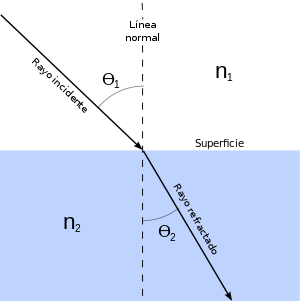 Línea
normal
Θ1
n1
Rayo incidente
Superficie
n2
Θ2
Rayo refractado